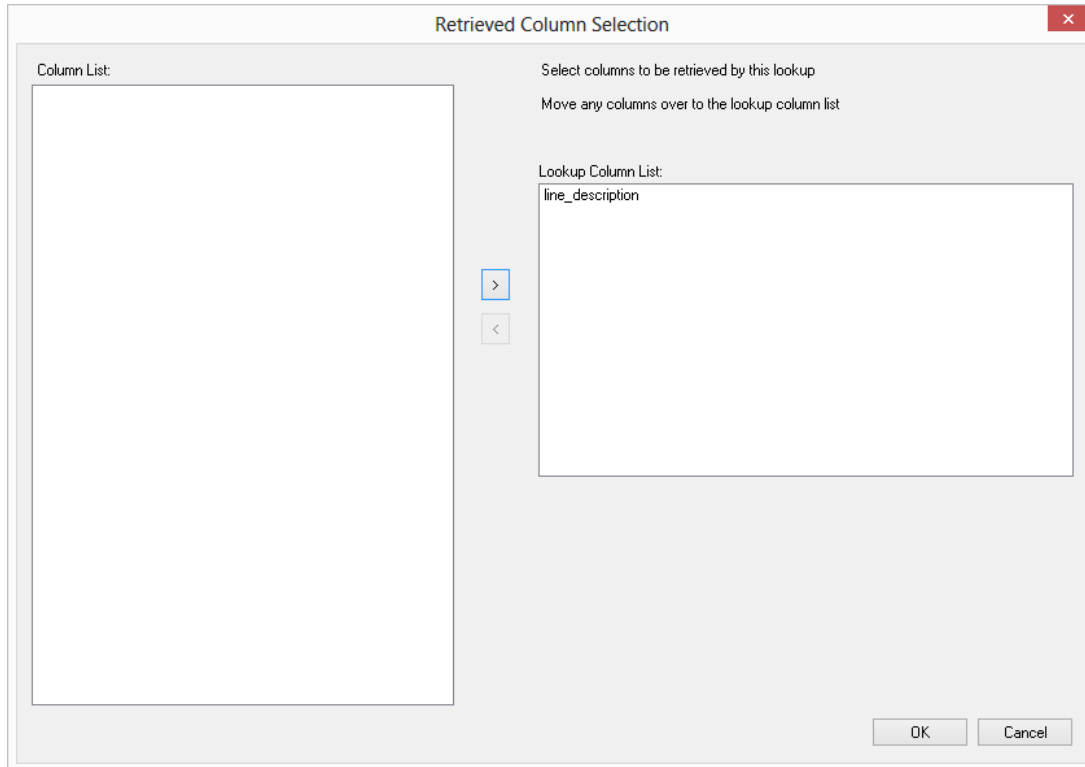 Retrieved Column Selection
×
Column List:
Select columns to be retrieved by this lookup
Move any columns over to the lookup column list
Lookup Column List:
line_description
>
<
OK
Cancel